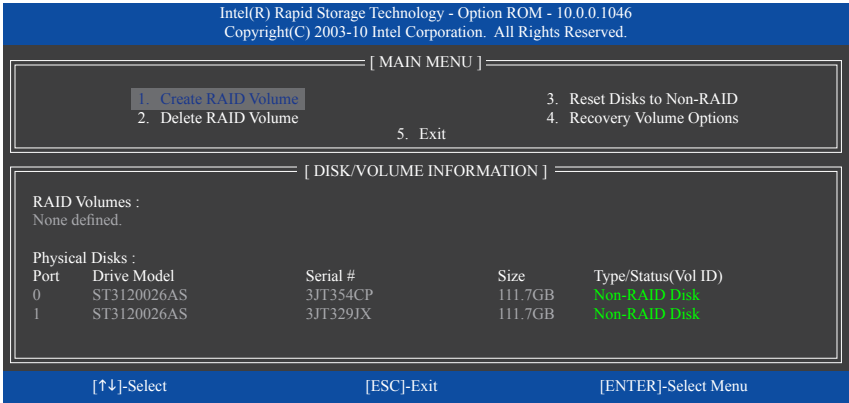 Intel(R) Rapid Storage Technology - Option ROM - 10.0.0.1046
Copyright(C) 2003-10 Intel Corporation. All Rights Reserved.
[ MAIN MENU ]
1. Create RAID Volume 3. Reset Disks to Non-RAID
2. Delete RAID Volume 4. Recovery Volume Options
5. Exit
[ DISK/VOLUME INFORMATION ]
RAID Volumes :
None defined.
Physical Disks :
Port Drive Model Serial # Size Type/Status(Vol ID)
0 ST3120026AS 3JT354CP 111.7GB Non-RAID Disk
1 ST3120026AS 3JT329JX 111.7GB Non-RAID Disk
[↑↓]-Select [ESC]-Exit [ENTER]-Select Menu